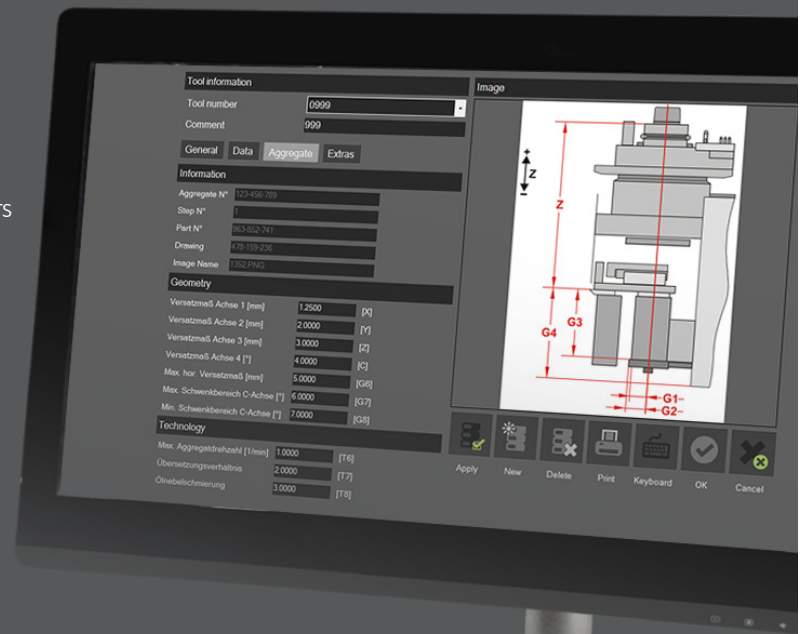 rs
Tool information
Tool number 0999
Comment 999
General Data Aggregate Extras
Information
Aggregate N° 123-456-789
Step N° 1
Part N° 963-852-741
Drawing 478-159-236
Image Name 1352.PNG
Geometry
Versatzmaß Achse 1 [mm] 1.2500 [X]
Versatzmaß Achse 2 [mm] 2.0000 [Y]
Versatzmaß Achse 3 [mm] 3.0000 [Z]
Versatzmaß Achse 4 [°] 4.0000 [C]
Max. hor. Versatzmaß [mm] 5.0000 [G6]
Max. Schwenkbereich C-Achse [°] 6.0000 [G7]
Min. Schwenkbereich C-Achse [°] 7.0000 [G8]
Technology
Max. Aggregatdrehzahl [1/min] 1.0000 [T6]
Übersetzungsverhältnis 2.0000 [T7]
Ölnebelschmierung 3.0000 [T8]
Image
+
Z
-
Z
G3
G4
G1
G2
Apply New Delete Print Keyboard OK Cancel